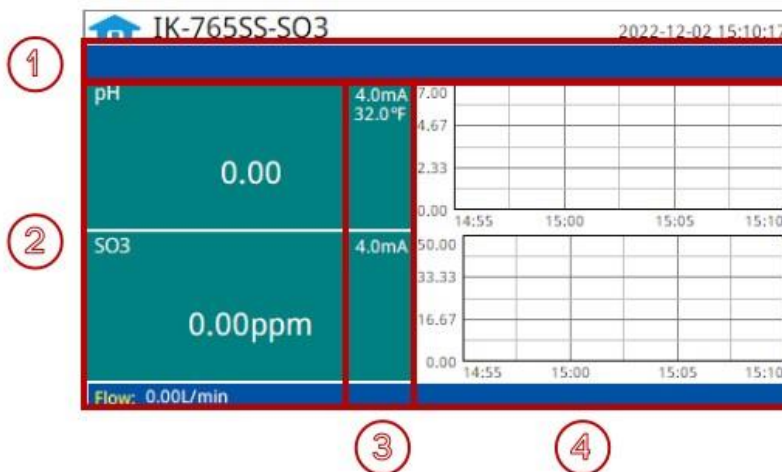 IK-765SS-SO3 2022-12-02 15:10:17
1
pH
4.0mA
32.0°F
0.00
7.00
4.67
2.33
0.00
14:55 15:00 15:05 15:10
2
SO3
4.0mA
0.00ppm
50.00
33.33
16.67
0.00
14:55 15:00 15:05 15:10
Flow: 0.00L/min
3 4